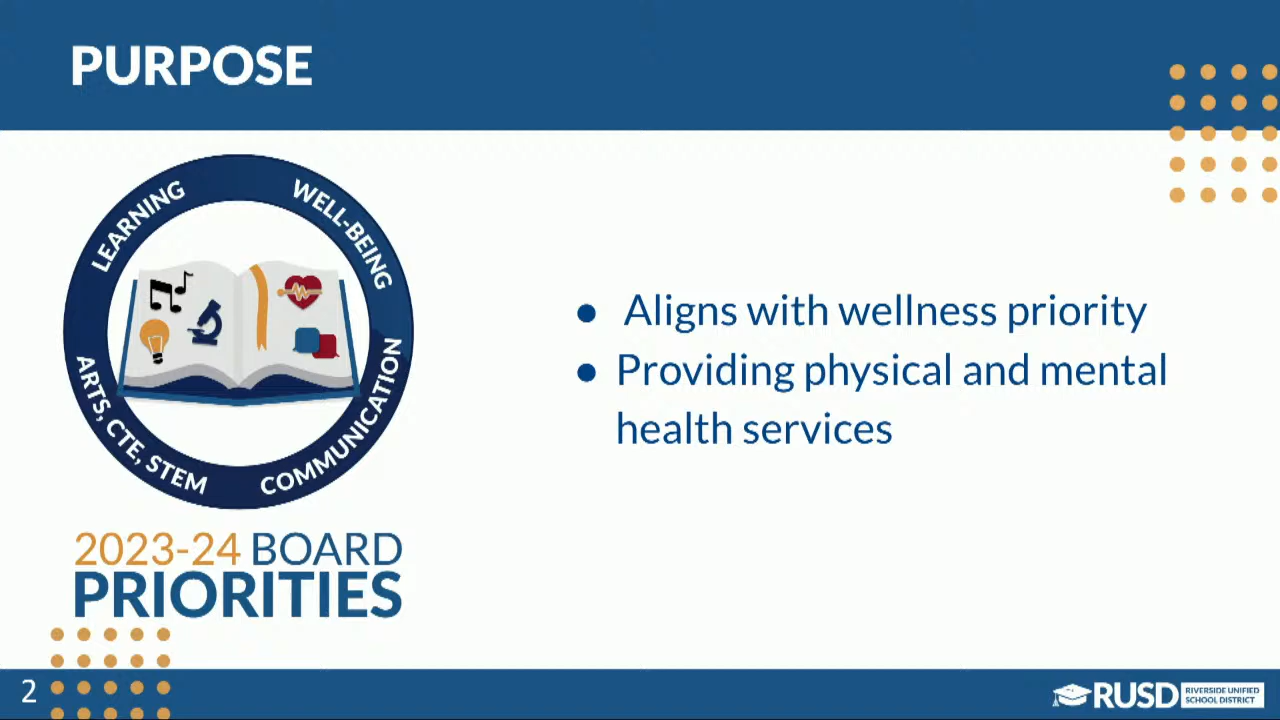 PURPOSE
LEARNING
WELL-BEING
ARTS, CTE, STEM
COMMUNICATION
● Aligns with wellness priority
● Providing physical and mental
health services
2023-24 BOARD
PRIORITIES
2
RUSD
RIVERSIDE UNIFIED
SCHOOL DISTRICT